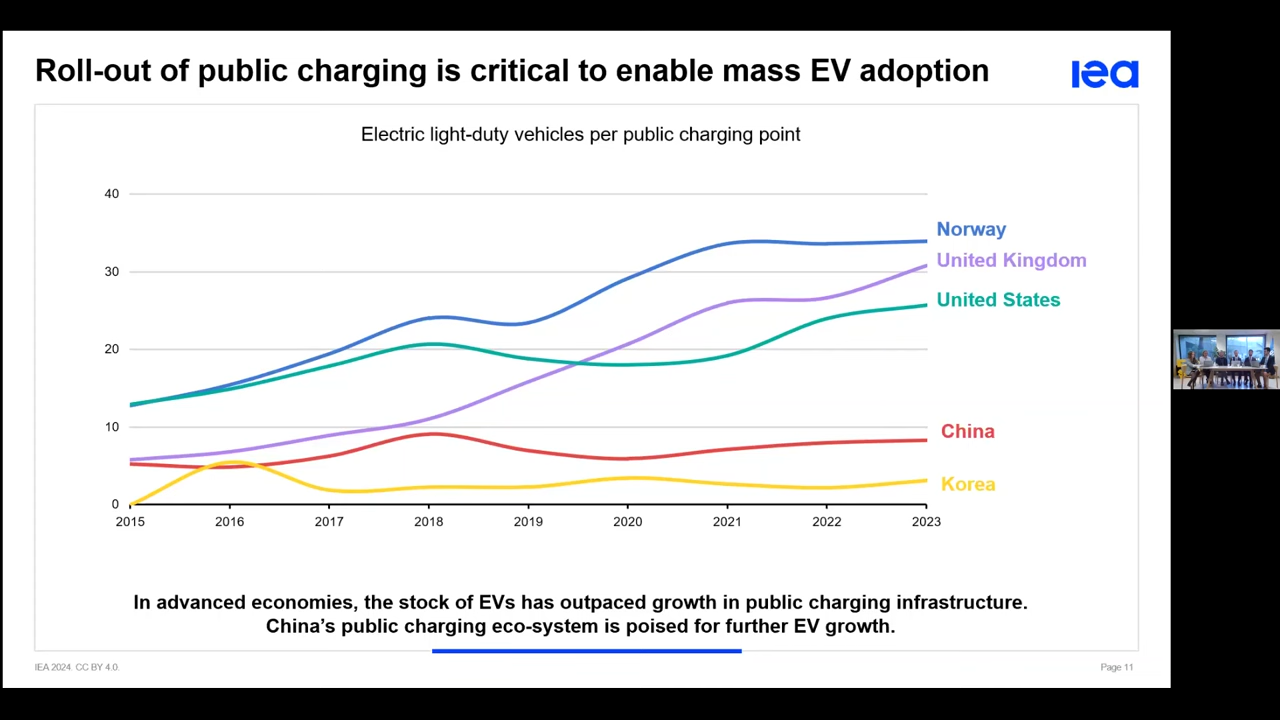 Roll-out of public charging is critical to enable mass EV adoption
iea
Electric light-duty vehicles per public charging point
40
30
20
10
0
2015 2016 2017 2018 2019 2020 2021 2022 2023
Norway
United Kingdom
United States
China
Korea
In advanced economies, the stock of EVs has outpaced growth in public charging infrastructure.
China's public charging eco-system is poised for further EV growth.
IEA 2024. CC BY 4.0.
Page 11